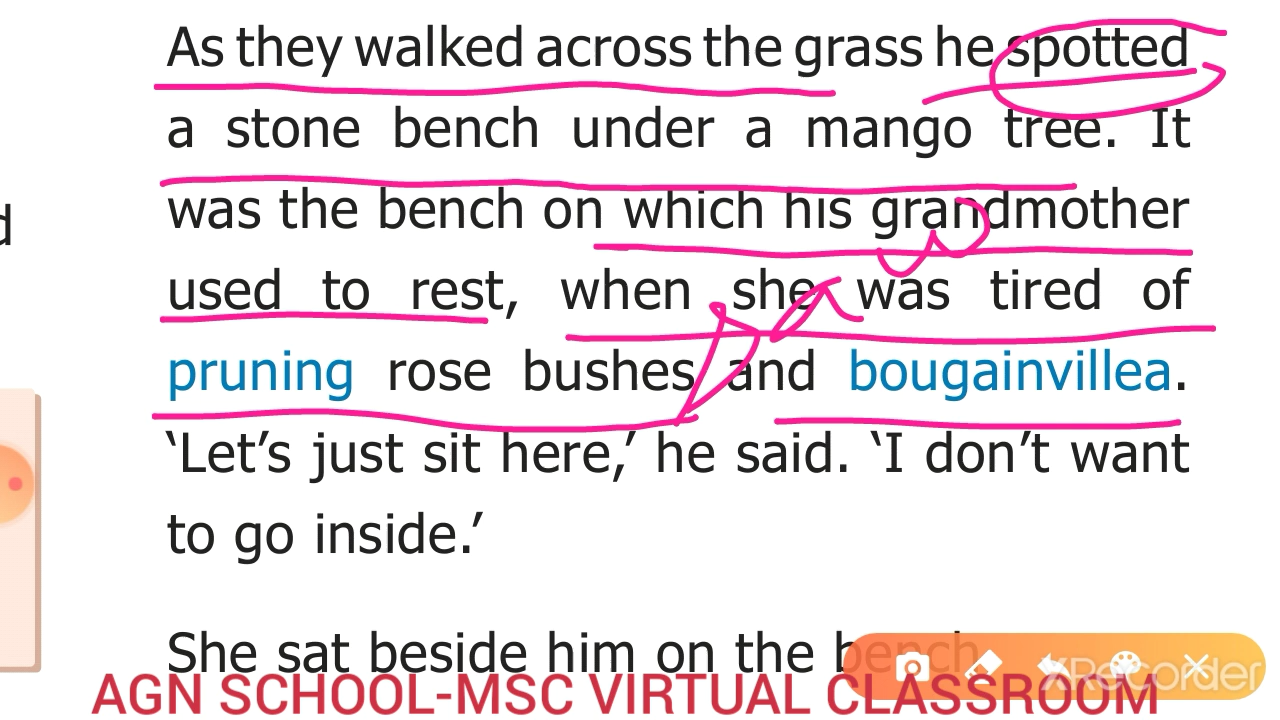 As they walked across the grass he spotted
a stone bench under a mango tree. It
was the bench on which his grandmother
d
used to rest, when she was tired of
pruning rose bushes and bougainvillea.
‘Let’s just sit here,’ he said. ‘I don’t want
to go inside.’
She sat beside him on the bench
XRecorder
AGN SCHOOL-MSC VIRTUAL CLASSROOM